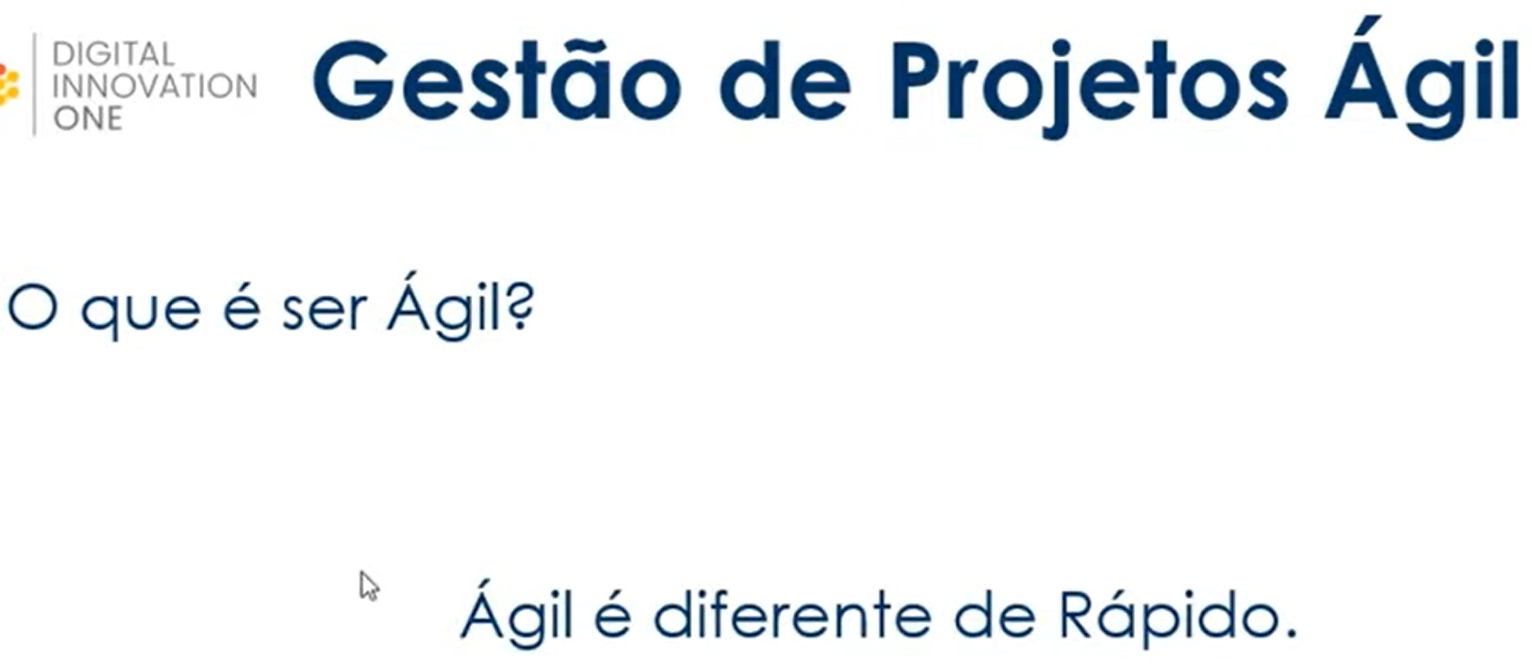 DIGITAL
INNOVATION
ONE
Gestão de Projetos Ágil
O que é ser Ágil?
Ágil é diferente de Rápido.